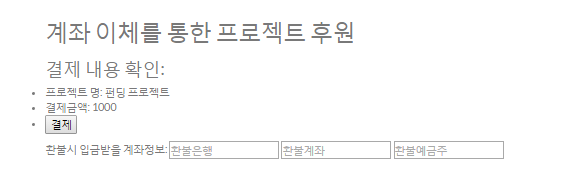 계좌 이체를 통한 프로젝트 후원
결제 내용 확인:
프로젝트 명: 펀딩 프로젝트
결제금액: 1000
결제
환불시 입금받을 계좌정보: 환불은행 환불계좌 환불예금주